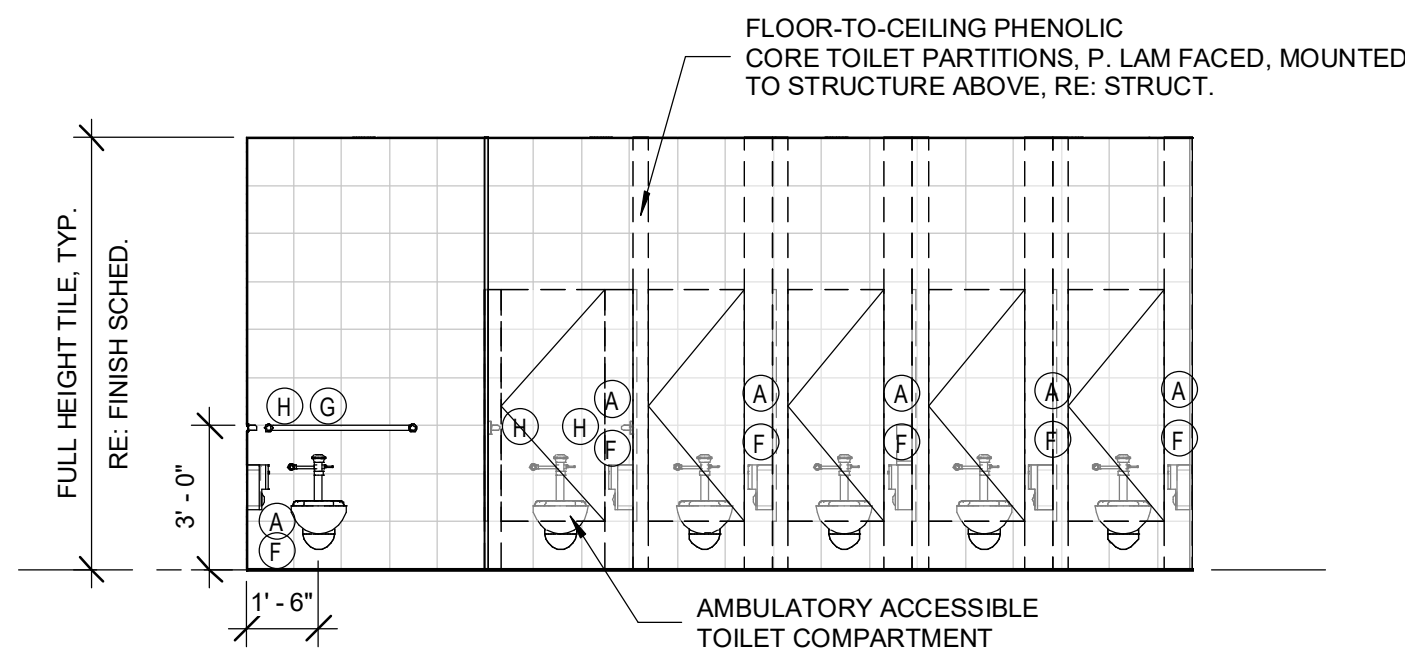 FLOOR-TO-CEILING PHENOLIC
CORE TOILET PARTITIONS, P. LAM FACED, MOUNTED
TO STRUCTURE ABOVE, RE: STRUCT.
FULL HEIGHT TILE, TYP.
RE: FINISH SCHED.
3' - 0"
H G
A
F
H H A
F
A
F
A
F
A
F
A
F
1' - 6"
AMBULATORY ACCESSIBLE
TOILET COMPARTMENT